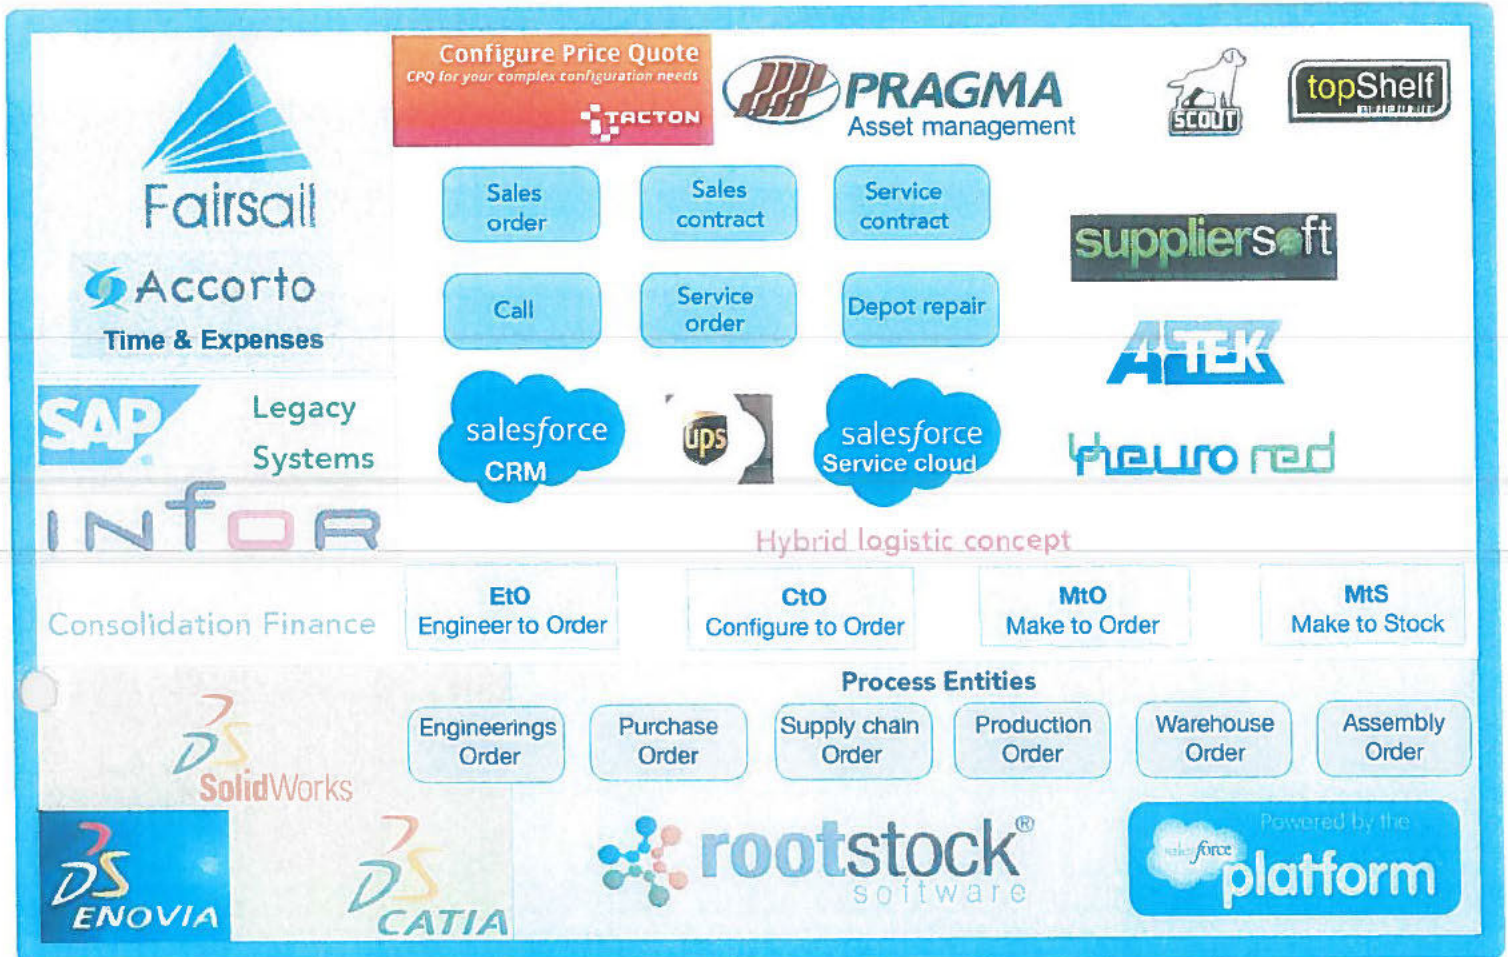 Configure Price Quote
CPQ for your complex configuration needs
TACTON
PRAGMA
Asset management
SCOUT
topShelf
Fairsail
Accorto
Time & Expenses
Sales
order
Sales
contract
Service
contract
suppliersoft
Call
Service
order
Depot repair
ATEK
SAP
Legacy
Systems
salesforce
CRM
ups
salesforce
Service cloud
heuro red
INfOR
Hybrid logistic concept
Consolidation Finance
EtO
Engineer to Order
CtO
Configure to Order
MtO
Make to Order
MtS
Make to Stock
Process Entities
Engineerings
Order
Purchase
Order
Supply chain
Order
Production
Order
Warehouse
Order
Assembly
Order
SolidWorks
ENOVIA
CATIA
rootstock®
software
Powered by the
salesforce
platform